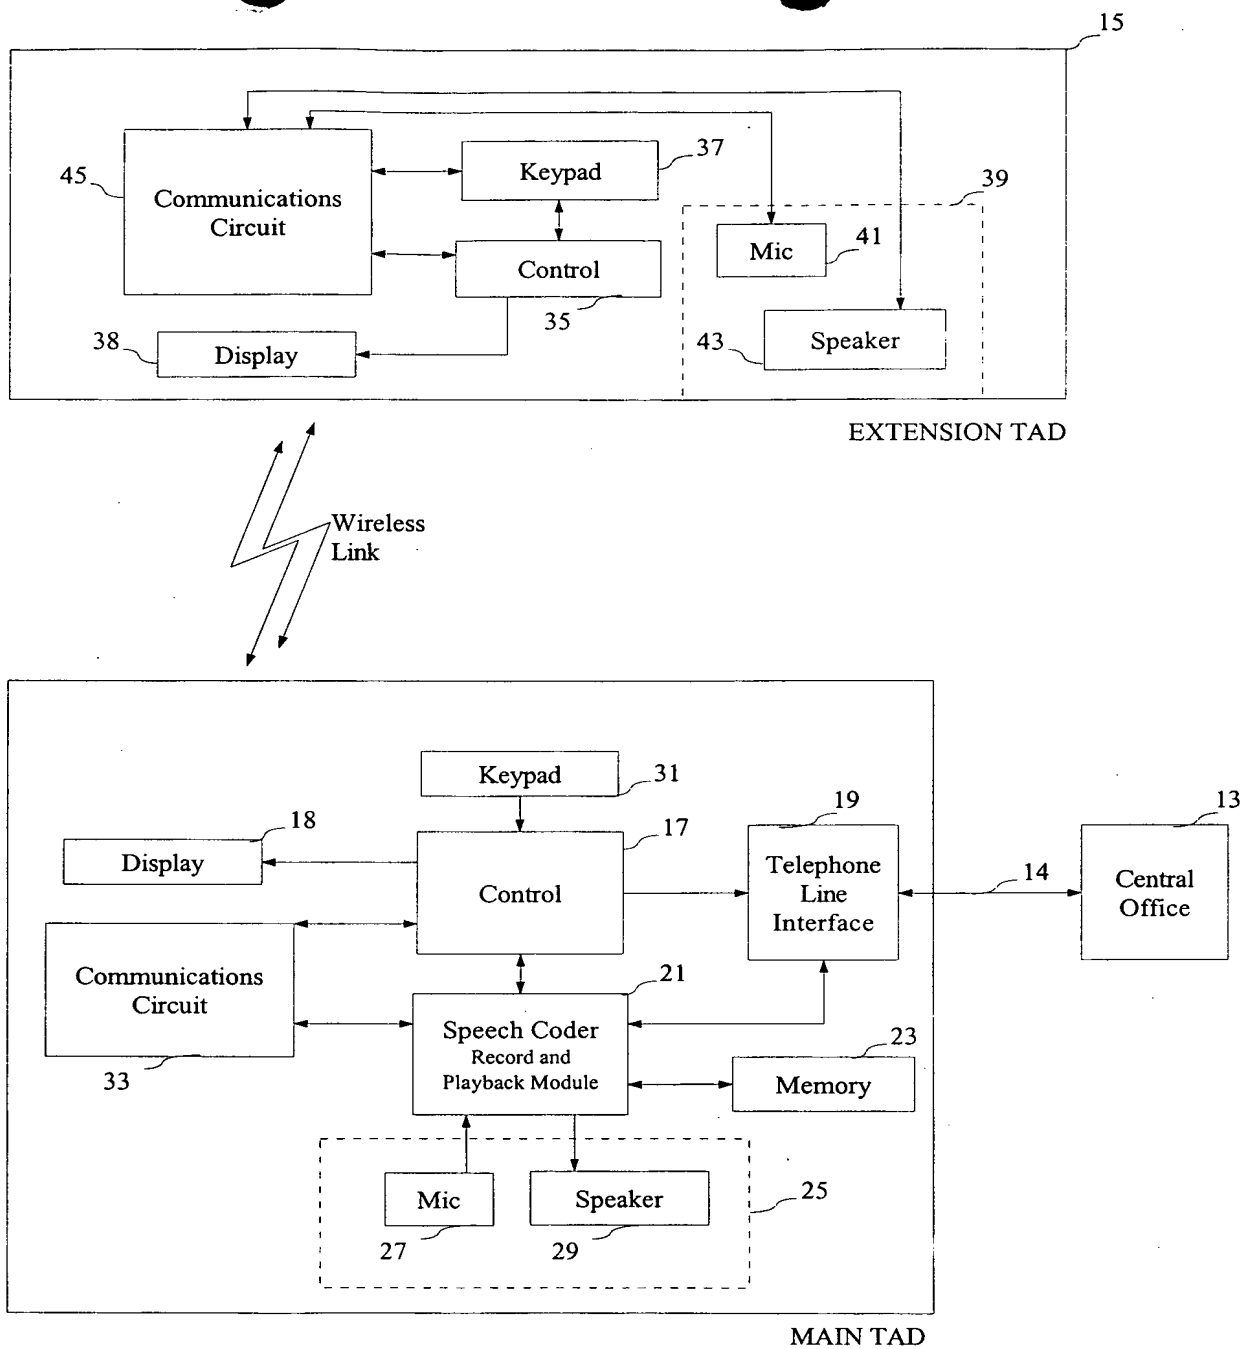 15
37
45
Keypad
39
Communications
Circuit
41
Mic
Control
35
38
Display
43
Speaker
EXTENSION TAD
Wireless
Link
Keypad
31
18
17
19
13
Display
Control
Telephone
Line
Interface
14
Central
Office
Communications
Circuit
21
33
Speech Coder
Record and
Playback Module
23
Memory
Mic
Speaker
25
27
29
MAIN TAD